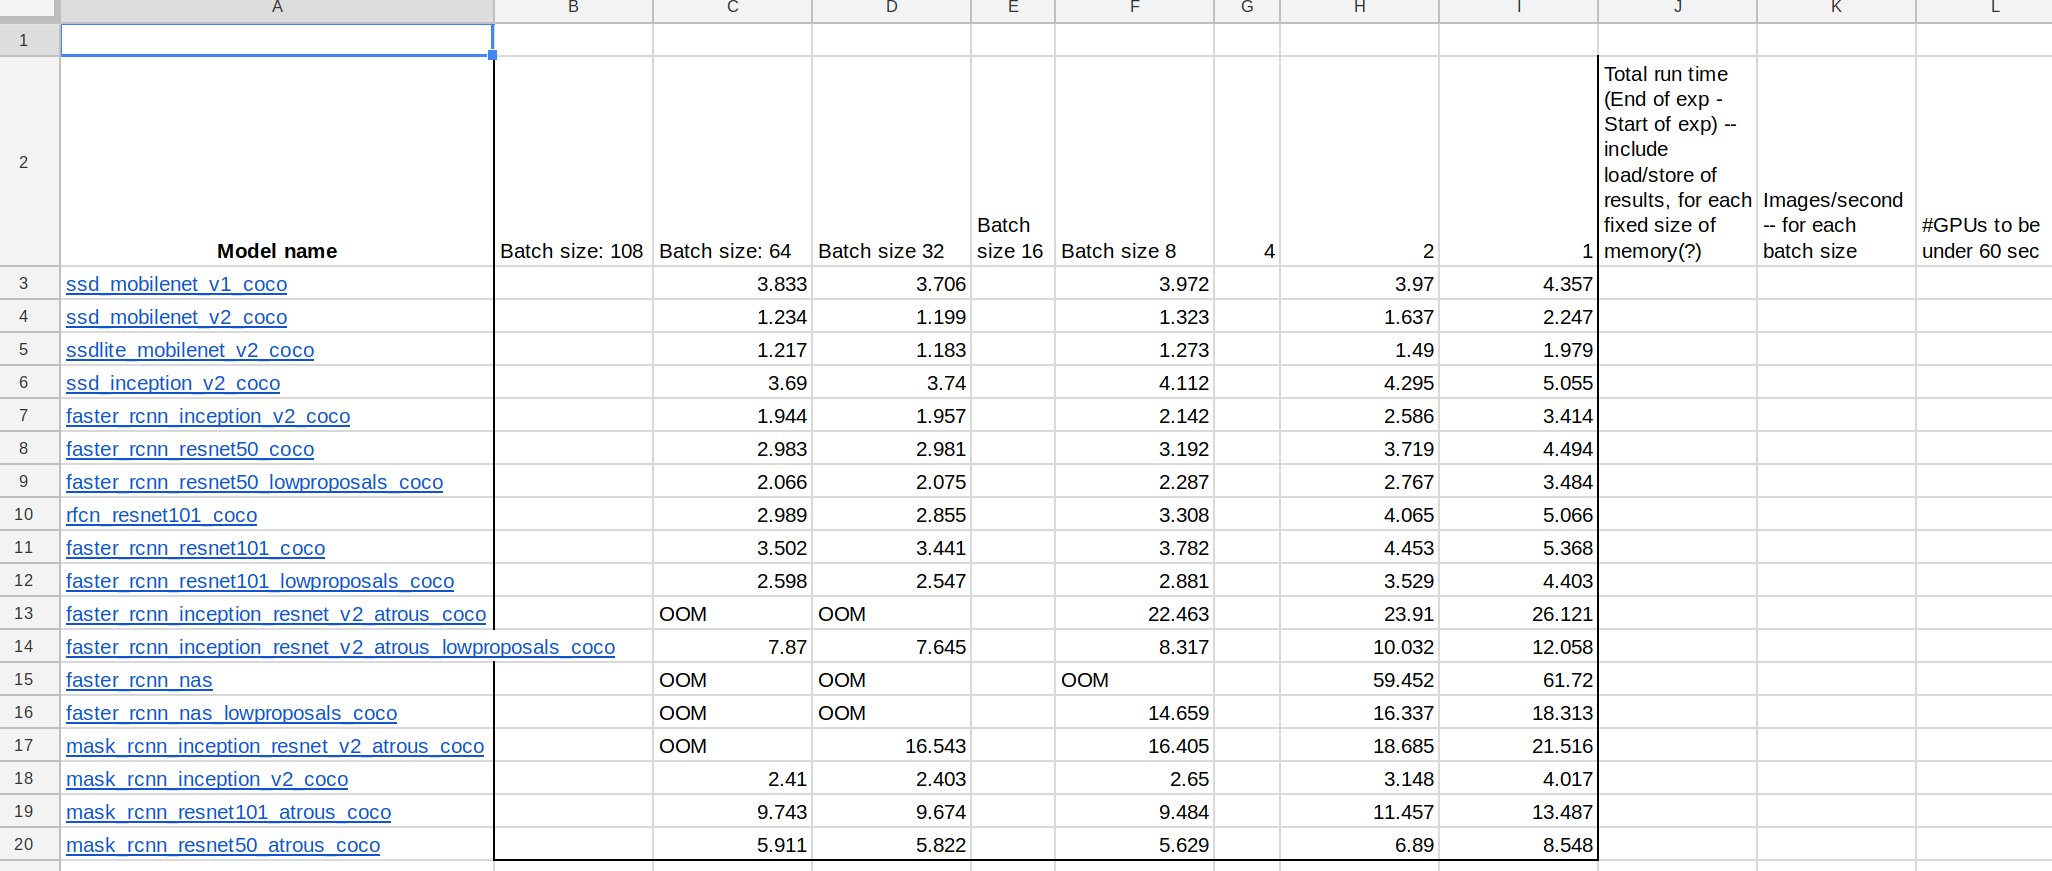 A B C D E F G H I J K L
1
2 Model name Batch size: 108 Batch size: 64 Batch size 32 Batch size 16 Batch size 8 4 2 1 Total run time (End of exp - Start of exp) -- include load/store of results, for each fixed size of memory(?) Images/second -- for each batch size #GPUs to be under 60 sec
3 ssd_mobilenet_v1_coco 3.833 3.706 3.972 3.97 4.357
4 ssd_mobilenet_v2_coco 1.234 1.199 1.323 1.637 2.247
5 ssdlite_mobilenet_v2_coco 1.217 1.183 1.273 1.49 1.979
6 ssd_inception_v2_coco 3.69 3.74 4.112 4.295 5.055
7 faster_rcnn_inception_v2_coco 1.944 1.957 2.142 2.586 3.414
8 faster_rcnn_resnet50_coco 2.983 2.981 3.192 3.719 4.494
9 faster_rcnn_resnet50_lowproposals_coco 2.066 2.075 2.287 2.767 3.484
10 rfcn_resnet101_coco 2.989 2.855 3.308 4.065 5.066
11 faster_rcnn_resnet101_coco 3.502 3.441 3.782 4.453 5.368
12 faster_rcnn_resnet101_lowproposals_coco 2.598 2.547 2.881 3.529 4.403
13 faster_rcnn_inception_resnet_v2_atrous_coco OOM OOM 22.463 23.91 26.121
14 faster_rcnn_inception_resnet_v2_atrous_lowproposals_coco 7.87 7.645 8.317 10.032 12.058
15 faster_rcnn_nas OOM OOM OOM 59.452 61.72
16 faster_rcnn_nas_lowproposals_coco OOM OOM 14.659 16.337 18.313
17 mask_rcnn_inception_resnet_v2_atrous_coco OOM 16.543 16.405 18.685 21.516
18 mask_rcnn_inception_v2_coco 2.41 2.403 2.65 3.148 4.017
19 mask_rcnn_resnet101_atrous_coco 9.743 9.674 9.484 11.457 13.487
20 mask_rcnn_resnet50_atrous_coco 5.911 5.822 5.629 6.89 8.548